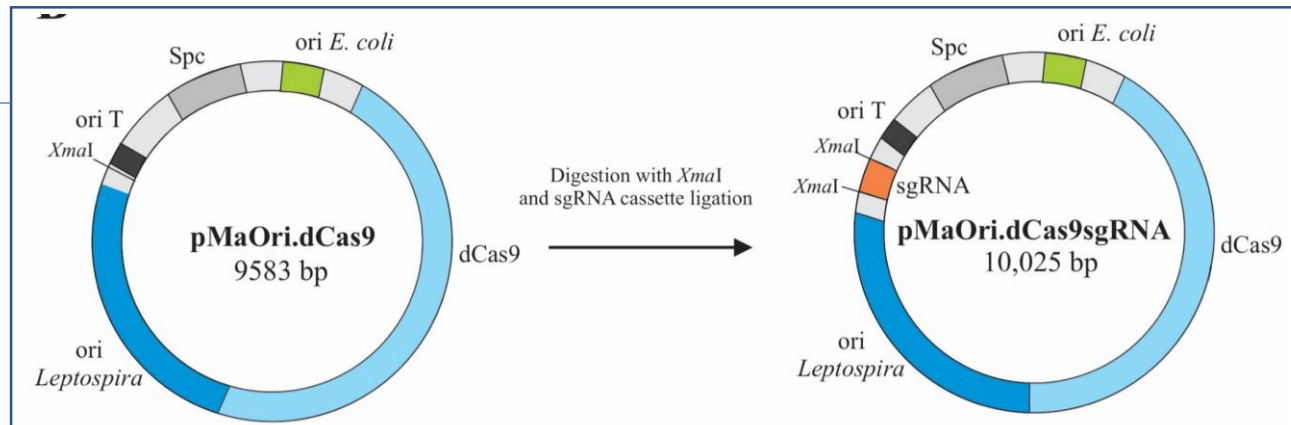 Spc
ori E. coli
ori T
XmaI
pMaOri.dCas9
9583 bp
dCas9
ori
Leptospira
Digestion with XmaI
and sgRNA cassette ligation
Spc
ori E. coli
ori T
XmaI
XmaI
sgRNA
pMaOri.dCas9sgRNA
10,025 bp
dCas9
ori
Leptospira